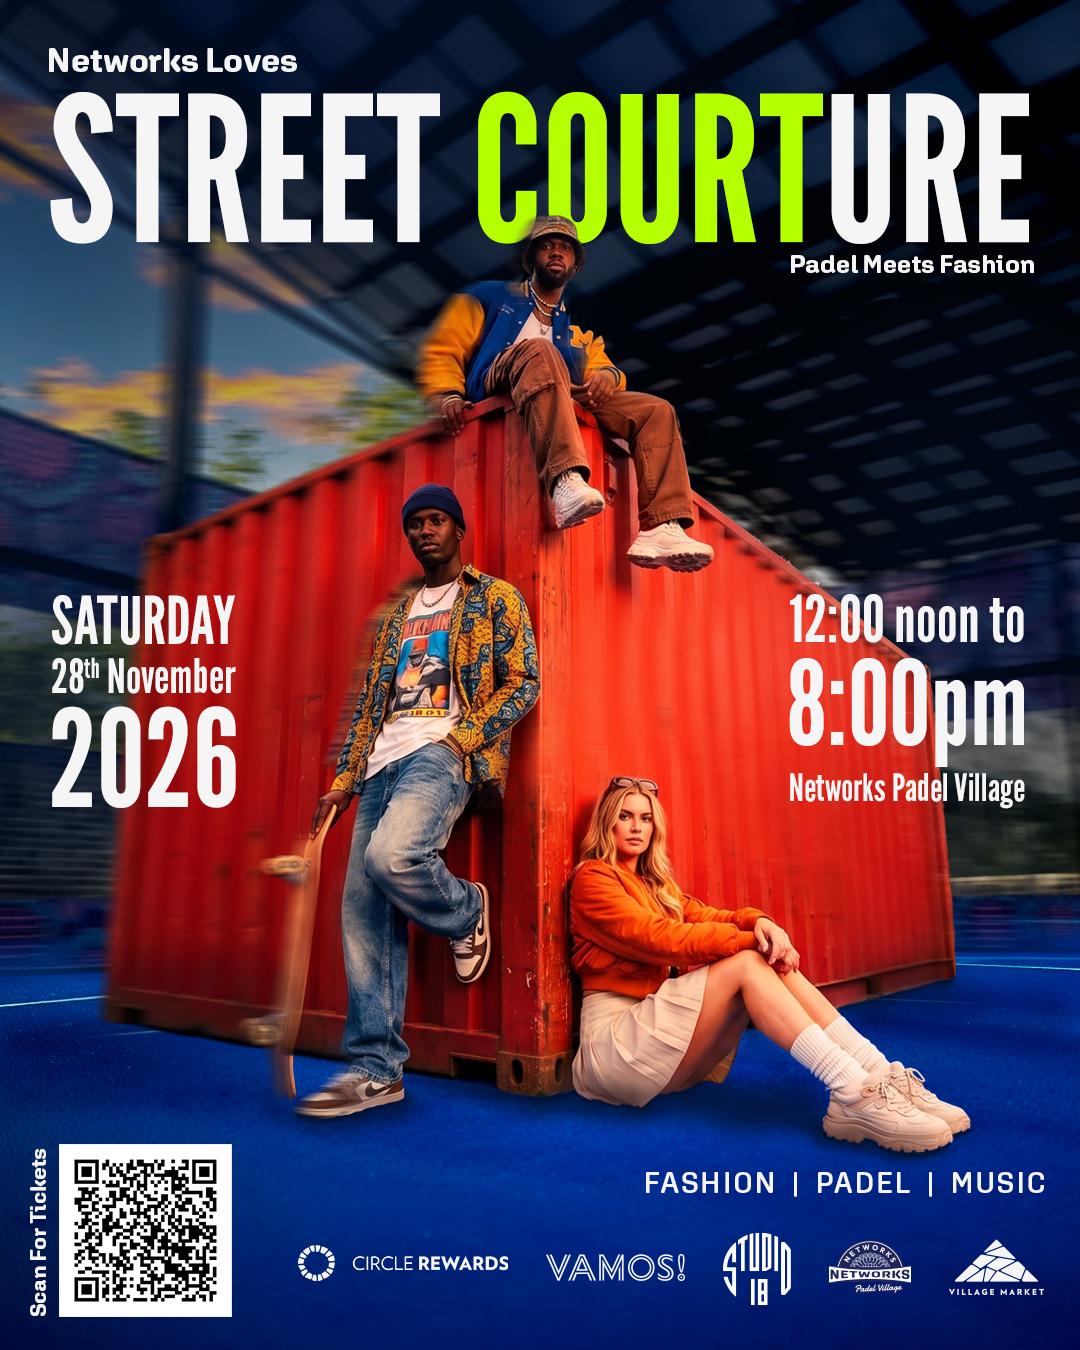 Networks Loves
STREET COURTURE
Padel Meets Fashion
SATURDAY
28th November
2026
12:00 noon to
8:00pm
Networks Padel Village
Scan For Tickets
FASHION | PADEL | MUSIC
CIRCLE REWARDS
VAMOS!
STUDIO
18
NETWORKS
NETWORKS
Padel Village
VILLAGE MARKET
M